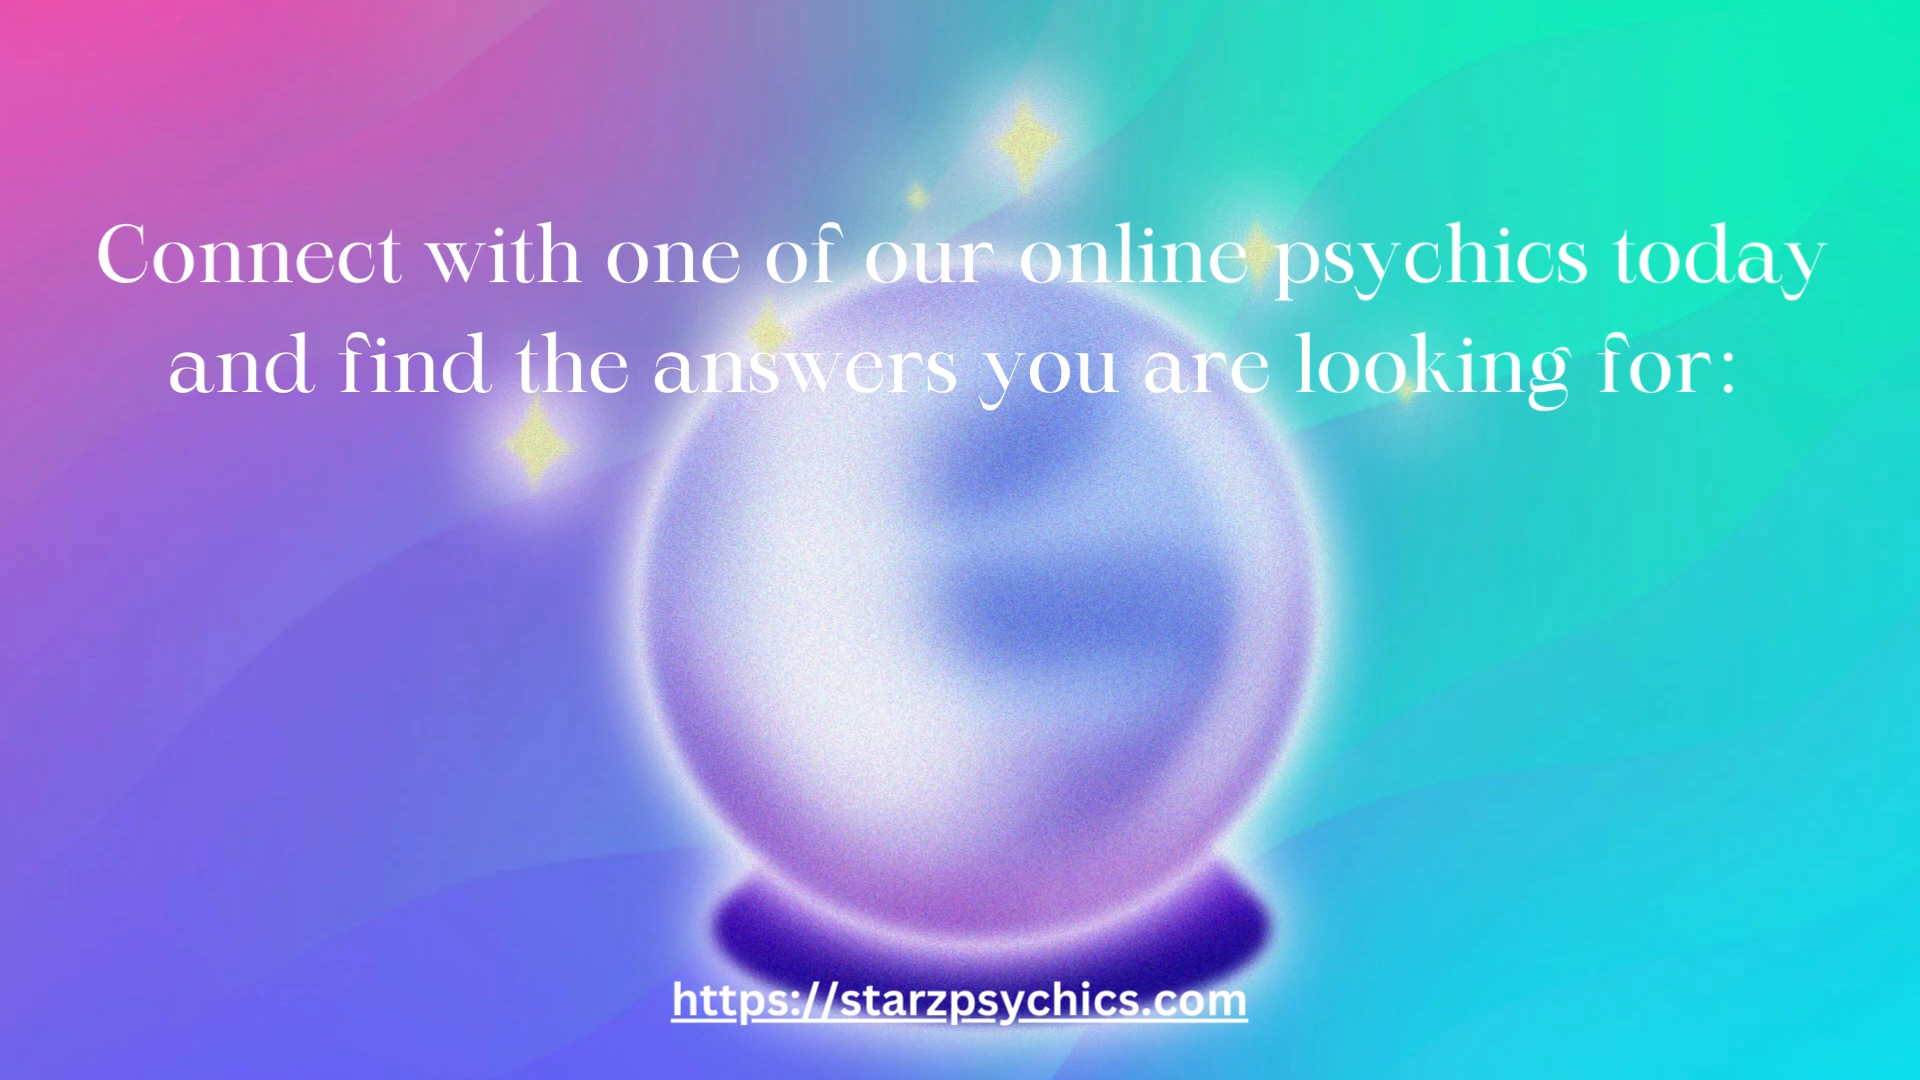 Connect with one of our online psychics today
and find the answers you are looking for:
https://starzpsychics.com